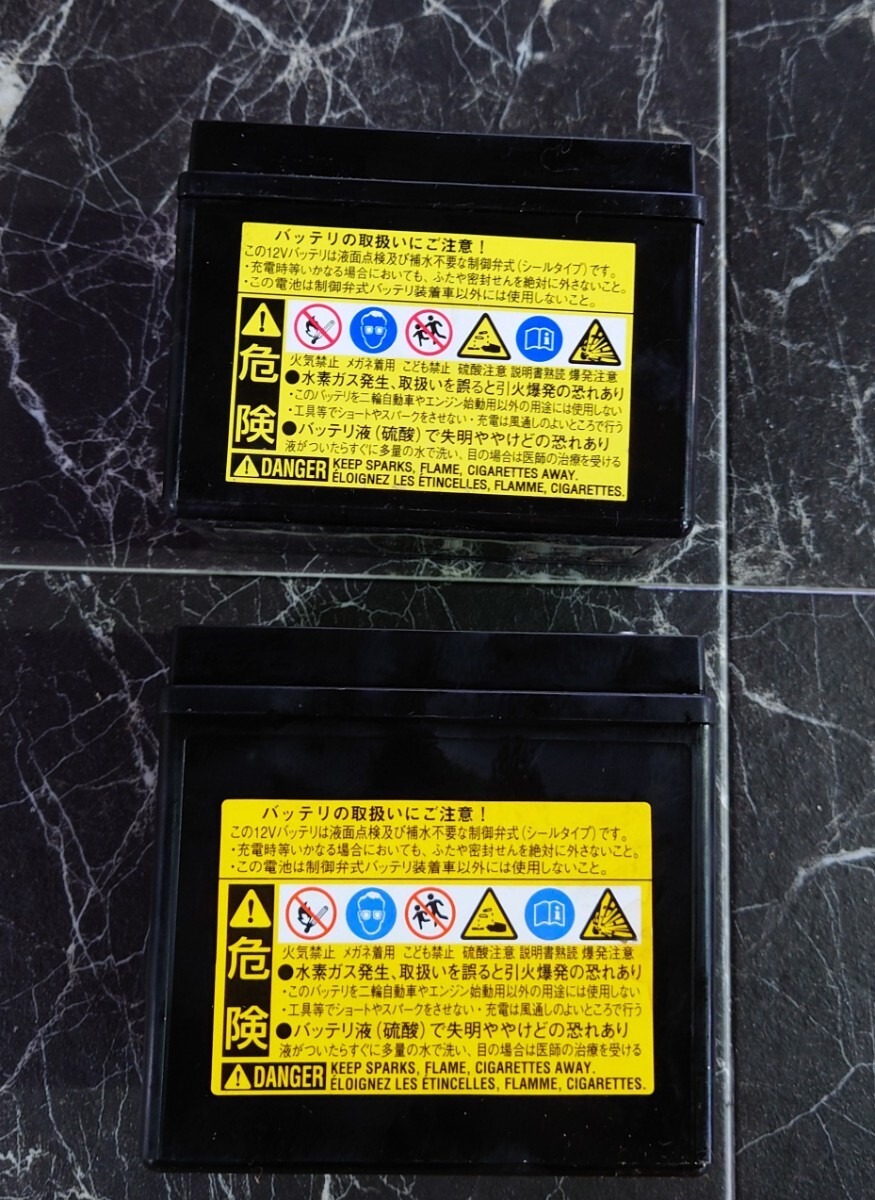 バッテリの取扱いにご注意！
この12Vバッテリは液面点検及び補水不要な制御弁式（シールタイプ）です。
・充電時等いかなる場合においても、ふたや密封せんを絶対に外さないこと。
・この電池は制御弁式バッテリ装着車以外には使用しないこと。
危険
火気禁止 メガネ着用 こども禁止 硫酸注意 説明書熟読 爆発注意
●水素ガス発生、取扱いを誤ると引火爆発の恐れあり
・このバッテリを二輪自動車やエンジン始動用以外の用途には使用しない
・工具等でショートやスパークをさせない・充電は風通しのよいところで行う
●バッテリ液（硫酸）で失明ややけどの恐れあり
液がついたらすぐに多量の水で洗い、目の場合は医師の治療を受ける
DANGER KEEP SPARKS, FLAME, CIGARETTES AWAY.
ÉLOIGNEZ LES ÉTINCELLES, FLAMME, CIGARETTES.
バッテリの取扱いにご注意！
この12Vバッテリは液面点検及び補水不要な制御弁式（シールタイプ）です。
・充電時等いかなる場合においても、ふたや密封せんを絶対に外さないこと。
・この電池は制御弁式バッテリ装着車以外には使用しないこと。
危険
火気禁止 メガネ着用 こども禁止 硫酸注意 説明書熟読 爆発注意
●水素ガス発生、取扱いを誤ると引火爆発の恐れあり
・このバッテリを二輪自動車やエンジン始動用以外の用途には使用しない
・工具等でショートやスパークをさせない・充電は風通しのよいところで行う
●バッテリ液（硫酸）で失明ややけどの恐れあり
液がついたらすぐに多量の水で洗い、目の場合は医師の治療を受ける
DANGER KEEP SPARKS, FLAME, CIGARETTES AWAY.
ÉLOIGNEZ LES ÉTINCELLES, FLAMME, CIGARETTES.